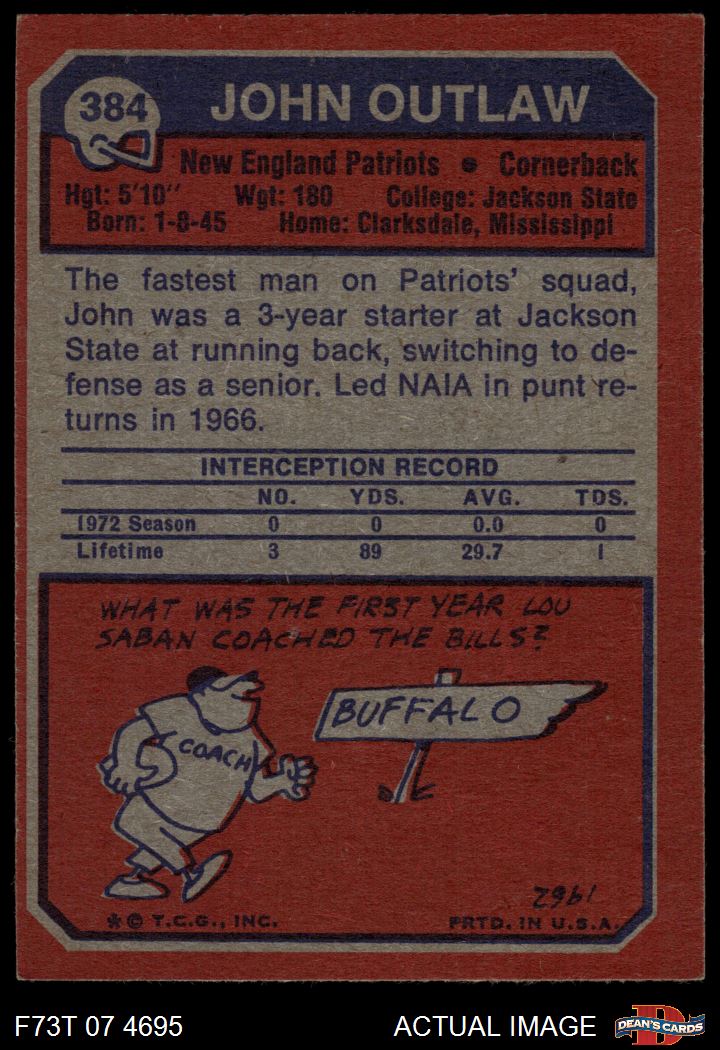 384
JOHN OUTLAW
New England Patriots • Cornerback
Hgt: 5'10" Wgt: 180 College: Jackson State
Born: 1-8-45 Home: Clarksdale, Mississippi
The fastest man on Patriots' squad,
John was a 3-year starter at Jackson
State at running back, switching to de-
fense as a senior. Led NAIA in punt re-
turns in 1966.
INTERCEPTION RECORD
NO. YDS. AVG. TDS.
1972 Season 0 0 0.0 0
Lifetime 3 89 29.7 1
WHAT WAS THE FIRST YEAR LOU
SABAN COACHED THE BILLS?
BUFFALO
COACH
1962
* © T.C.G., INC. PRTD. IN U.S.A.
F73T 07 4695 ACTUAL IMAGE
D
DEAN'S CARDS